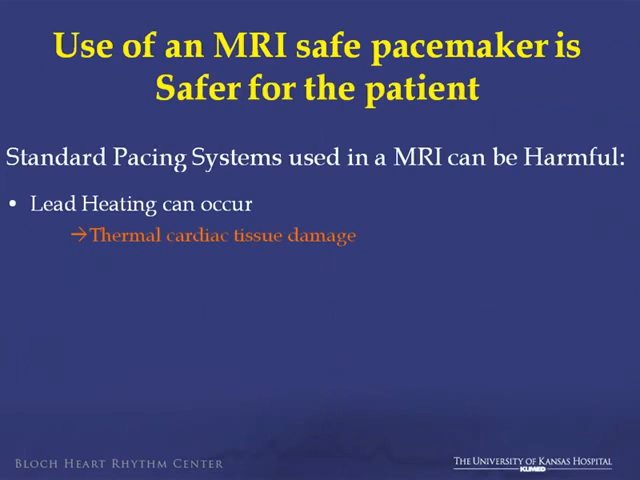 Use of an MRI safe pacemaker is
Safer for the patient
Standard Pacing Systems used in a MRI can be Harmful:
• Lead Heating can occur
→Thermal cardiac tissue damage
BLOCH HEART RHYTHM CENTER
THE UNIVERSITY OF KANSAS HOSPITAL
KUMED